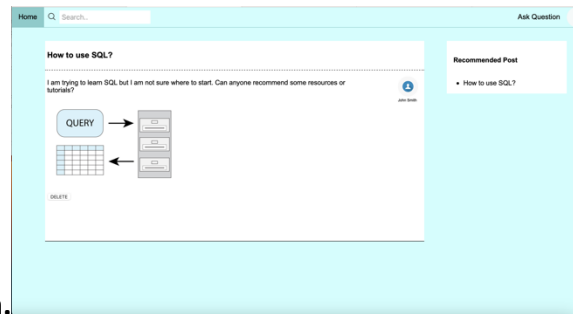 Home
Search..
Ask Question
How to use SQL?
I am trying to learn SQL but I am not sure where to start. Can anyone recommend some resources or
tutorials?
John Smith
QUERY
DELETE
Recommended Post
How to use SQL?